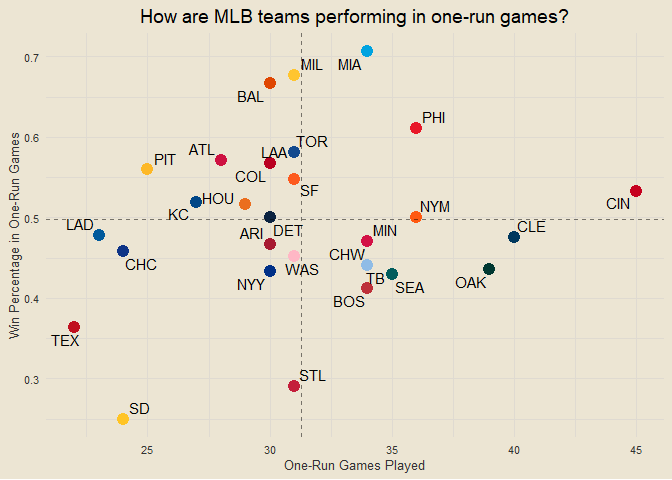 How are MLB teams performing in one-run games?
0.7
MIL
MIA
BAL
0.6
PHI
TOR
ATL
LAA
PIT
COL
SF
HOU
KC
NYM
CIN
0.5
LAD
DET
ARI
MIN
CLE
CHC
CHW
WAS
NYY
TB
SEA
OAK
0.4
BOS
TEX
STL
0.3
SD
Win Percentage in One-Run Games
25
30
35
40
45
One-Run Games Played